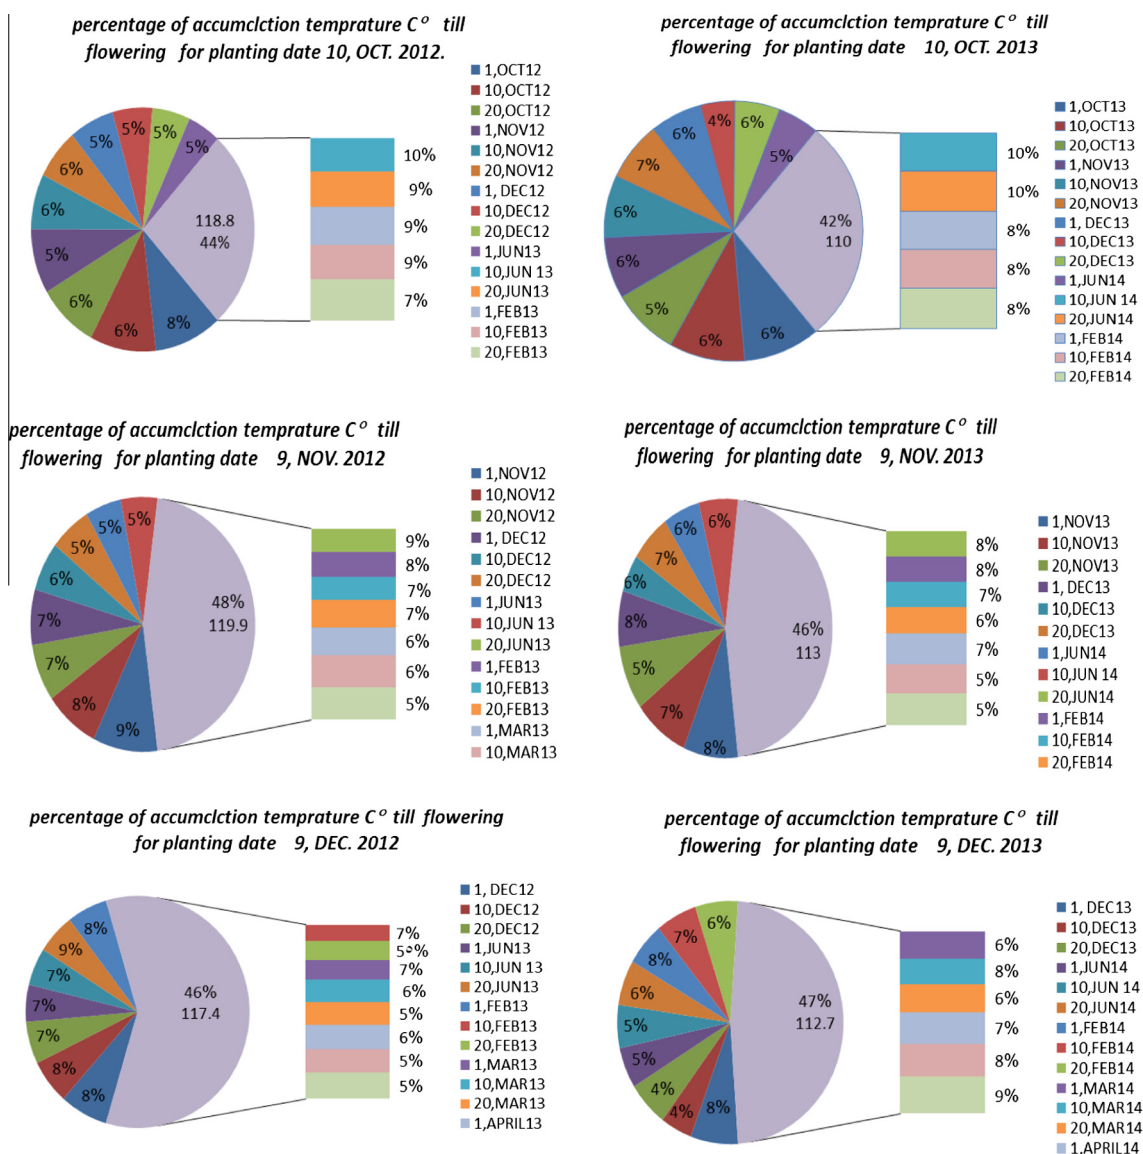 percentage of accumclction temprature C° till
flowering for planting date 10, OCT. 2012.
8%
6%
6%
5%
6%
6%
5%
5%
5%
5%
118.8
44%
10%
9%
9%
9%
7%
1,OCT12
10,OCT12
20,OCT12
1,NOV12
10,NOV12
20,NOV12
1, DEC12
10,DEC12
20,DEC12
1,JUN13
10,JUN 13
20,JUN13
1,FEB13
10,FEB13
20,FEB13
percentage of accumclction temprature C° till
flowering for planting date 10, OCT. 2013
6%
6%
5%
6%
6%
7%
6%
4%
6%
5%
42%
110
10%
10%
8%
8%
8%
1,OCT13
10,OCT13
20,OCT13
1,NOV13
10,NOV13
20,NOV13
1, DEC13
10,DEC13
20,DEC13
1,JUN14
10,JUN 14
20,JUN14
1,FEB14
10,FEB14
20,FEB14
percentage of accumclction temprature C° till
flowering for planting date 9, NOV. 2012
9%
8%
7%
7%
6%
5%
5%
5%
48%
119.9
9%
8%
7%
7%
6%
6%
5%
1,NOV12
10,NOV12
20,NOV12
1, DEC12
10,DEC12
20,DEC12
1,JUN13
10,JUN 13
20,JUN13
1,FEB13
10,FEB13
20,FEB13
1,MAR13
10,MAR13
percentage of accumclction temprature C° till
flowering for planting date 9, NOV. 2013
8%
7%
5%
8%
6%
7%
6%
6%
46%
113
8%
8%
7%
6%
7%
5%
5%
1,NOV13
10,NOV13
20,NOV13
1, DEC13
10,DEC13
20,DEC13
1,JUN14
10,JUN 14
20,JUN14
1,FEB14
10,FEB14
20,FEB14
percentage of accumclction temprature C° till flowering
for planting date 9, DEC. 2012
8%
8%
7%
7%
7%
9%
8%
46%
117.4
7%
5%
7%
6%
5%
6%
5%
5%
1, DEC12
10,DEC12
20,DEC12
1,JUN13
10,JUN 13
20,JUN13
1,FEB13
10,FEB13
20,FEB13
1,MAR13
10,MAR13
20,MAR13
1,APRIL13
percentage of accumclction temprature C° till
flowering for planting date 9, DEC. 2013
8%
4%
4%
5%
5%
6%
8%
7%
6%
47%
112.7
6%
8%
6%
7%
8%
9%
1, DEC13
10,DEC13
20,DEC13
1,JUN14
10,JUN 14
20,JUN14
1,FEB14
10,FEB14
20,FEB14
1,MAR14
10,MAR14
20,MAR14
1,APRIL14